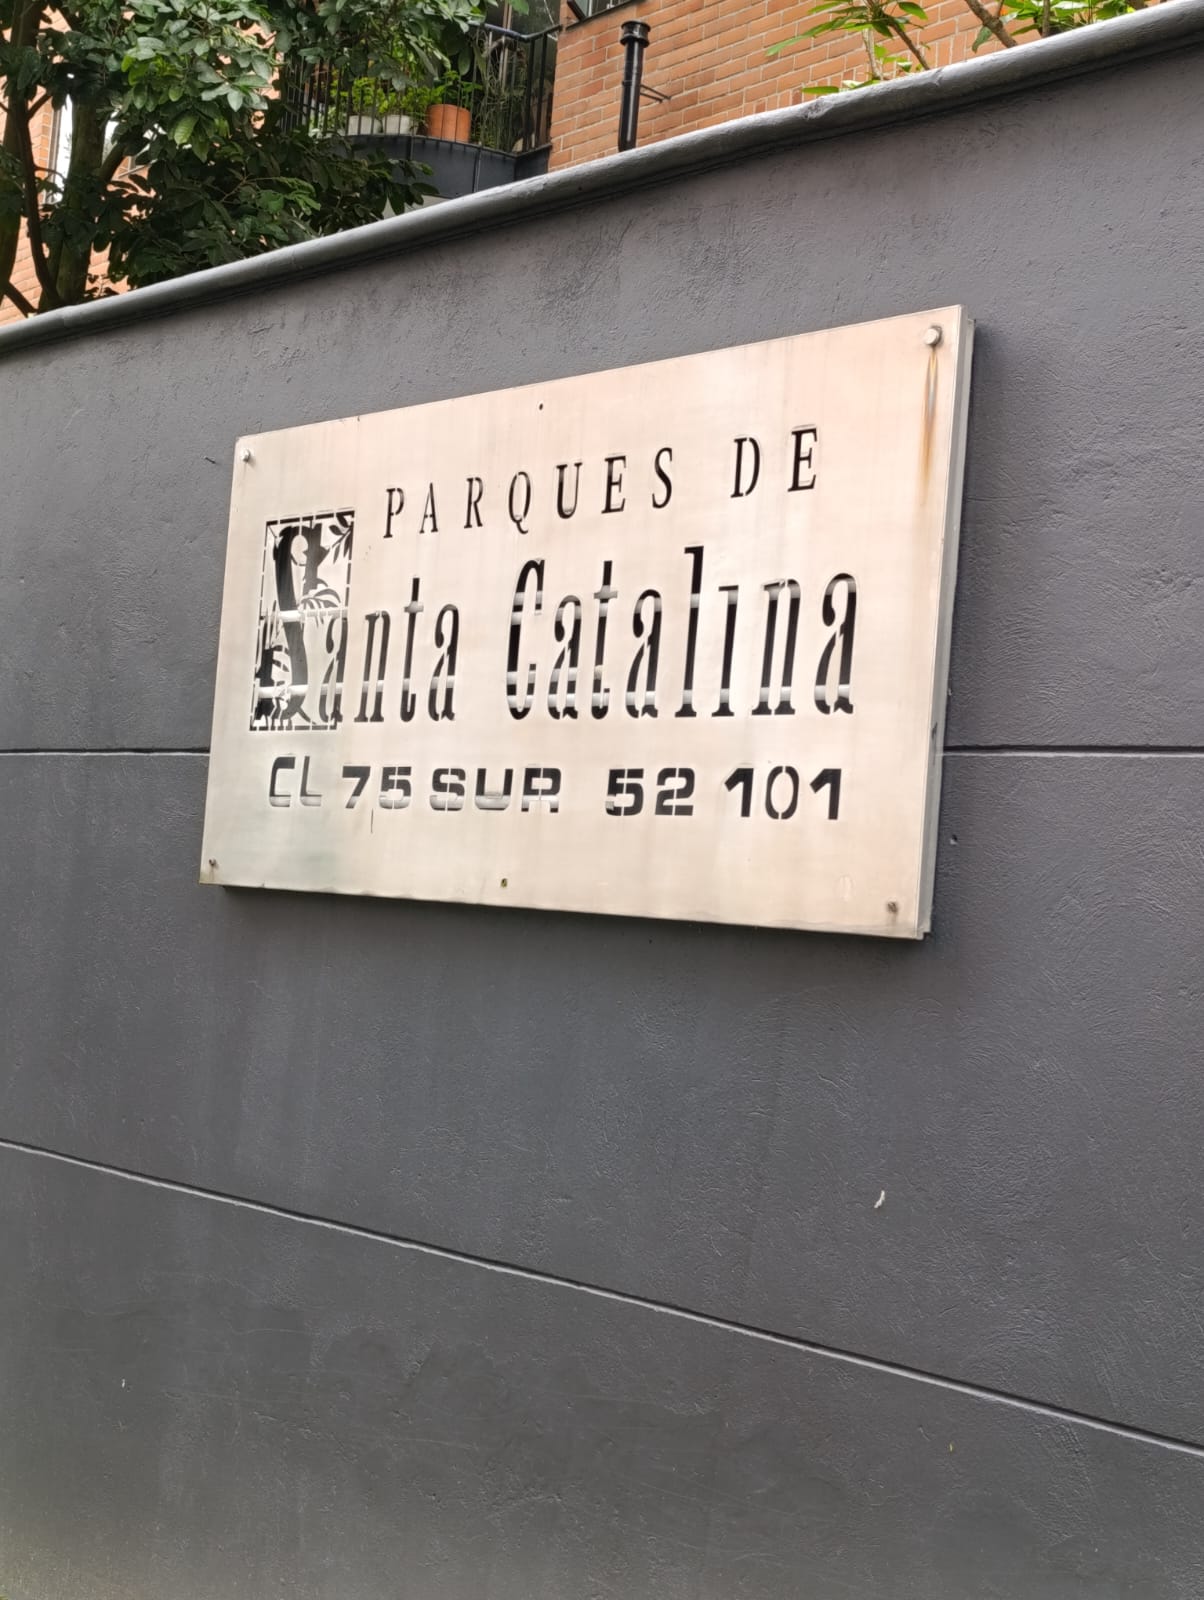 PARQUES DE
Santa Catalina
CL 75 SUR 52 101